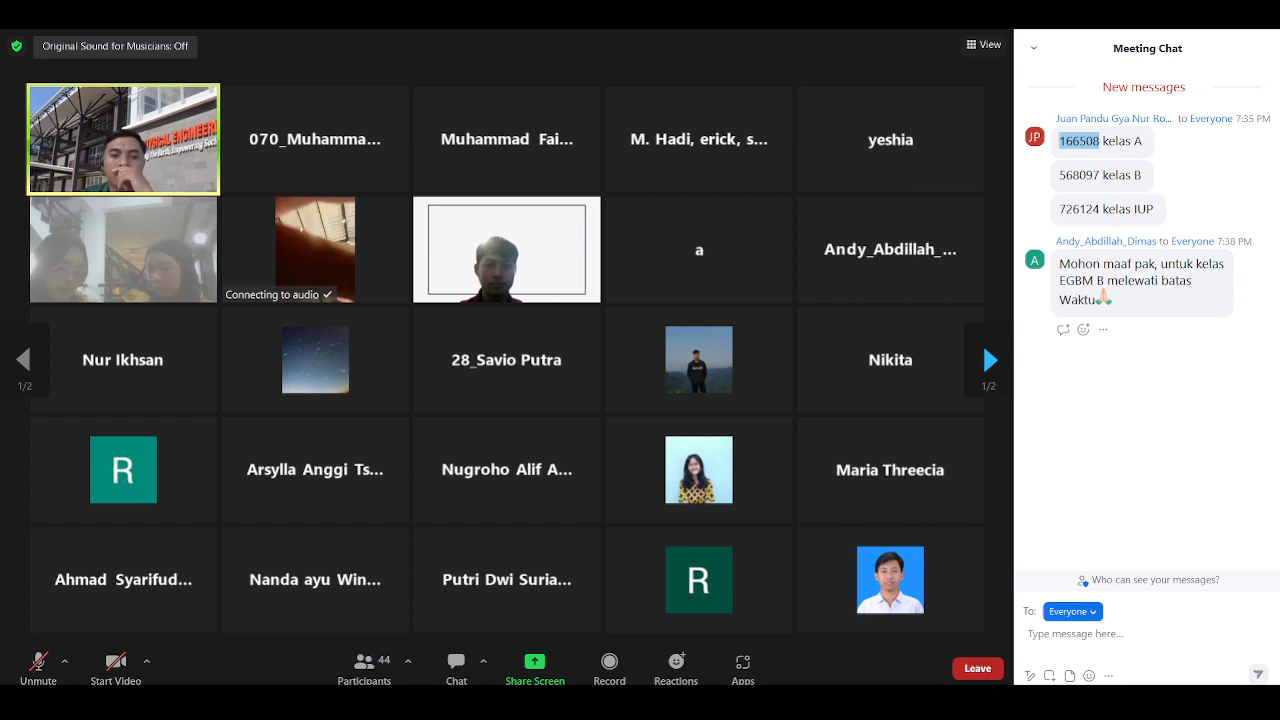 Original Sound for Musicians: Off
View
070_Muhamma...
Muhammad Fai...
M. Hadi, erick, s...
yeshia
Connecting to audio
a
Andy_Abdillah_...
1/2
Nur Ikhsan
28_Savio Putra
Nikita
1/2
R
Arsylla Anggi Ts...
Nugroho Alif A...
Maria Threecia
Ahmad Syarifud...
Nanda ayu Win...
Putri Dwi Suria...
R
Unmute
Start Video
44
Participants
Chat
Share Screen
Record
Reactions
Apps
Leave
Meeting Chat
New messages
Juan Pandu Gya Nur Ro... to Everyone 7:35 PM
JP
166508 kelas A
568097 kelas B
726124 kelas IUP
Andy_Abdillah_Dimas to Everyone 7:38 PM
A
Mohon maaf pak, untuk kelas
EGBM B melewati batas
Waktu🙏🏻
Who can see your messages?
To: Everyone
Type message here...